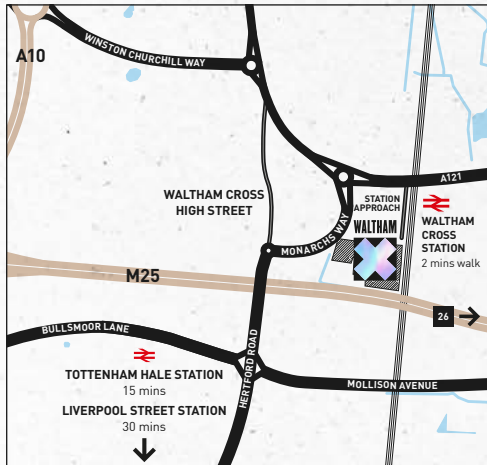 WINSTON CHURCHILL WAY
A10
A121
STATION
APPROACH
WALTHAM CROSS
HIGH STREET
MONARCHS WAY
WALTHAM
WALTHAM
CROSS
STATION
2 mins walk
M25
26
BULLSMOOR LANE
HERTFORD ROAD
TOTTENHAM HALE STATION
15 mins
MOLLISON AVENUE
LIVERPOOL STREET STATION
30 mins